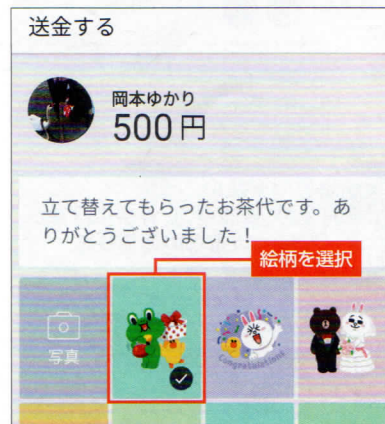 送金する
岡本ゆかり
500円
立て替えてもらったお茶代です。あ
りがとうございました!
絵柄を選択
写真
Congratulations